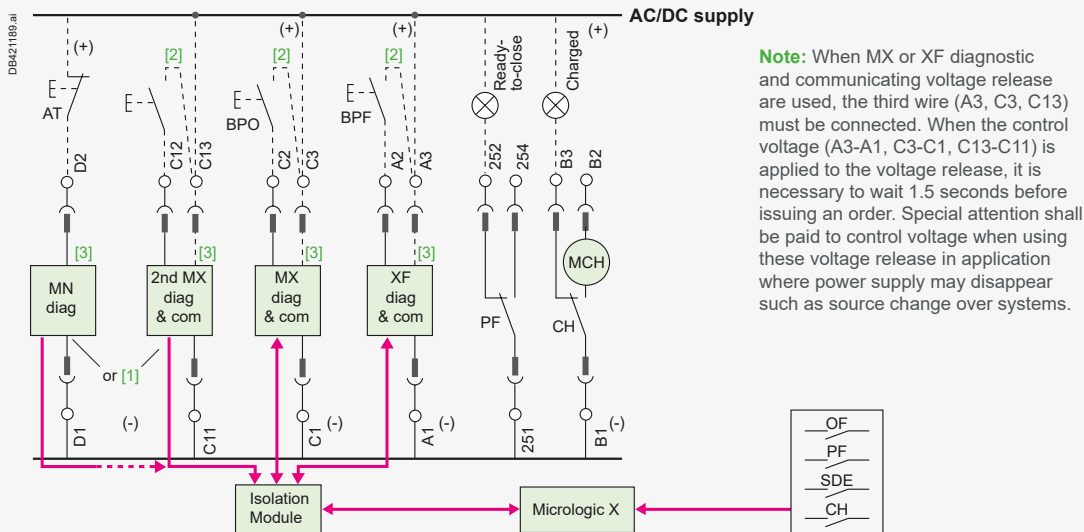 DB421189.ai
AC/DC supply
(+)
(+)
(+)
(+)
[2]
[2]
[2]
AT
BPO
BPF
Ready-
to-close
Charged
D2
C12
C13
C2
C3
A2
A3
252
254
B3
B2
[3]
[3]
[3]
[3]
MN
diag
2nd MX
diag
& com
MX
diag
& com
XF
diag
& com
MCH
PF
CH
or [1]
D1
(-)
C11
C1
(-)
A1
(-)
251
B1
(-)
Note: When MX or XF diagnostic
and communicating voltage release
are used, the third wire (A3, C3, C13)
must be connected. When the control
voltage (A3-A1, C3-C1, C13-C11) is
applied to the voltage release, it is
necessary to wait 1.5 seconds before
issuing an order. Special attention shall
be paid to control voltage when using
these voltage release in application
where power supply may disappear
such as source change over systems.
Isolation
Module
Micrologic X
OF
PF
SDE
CH